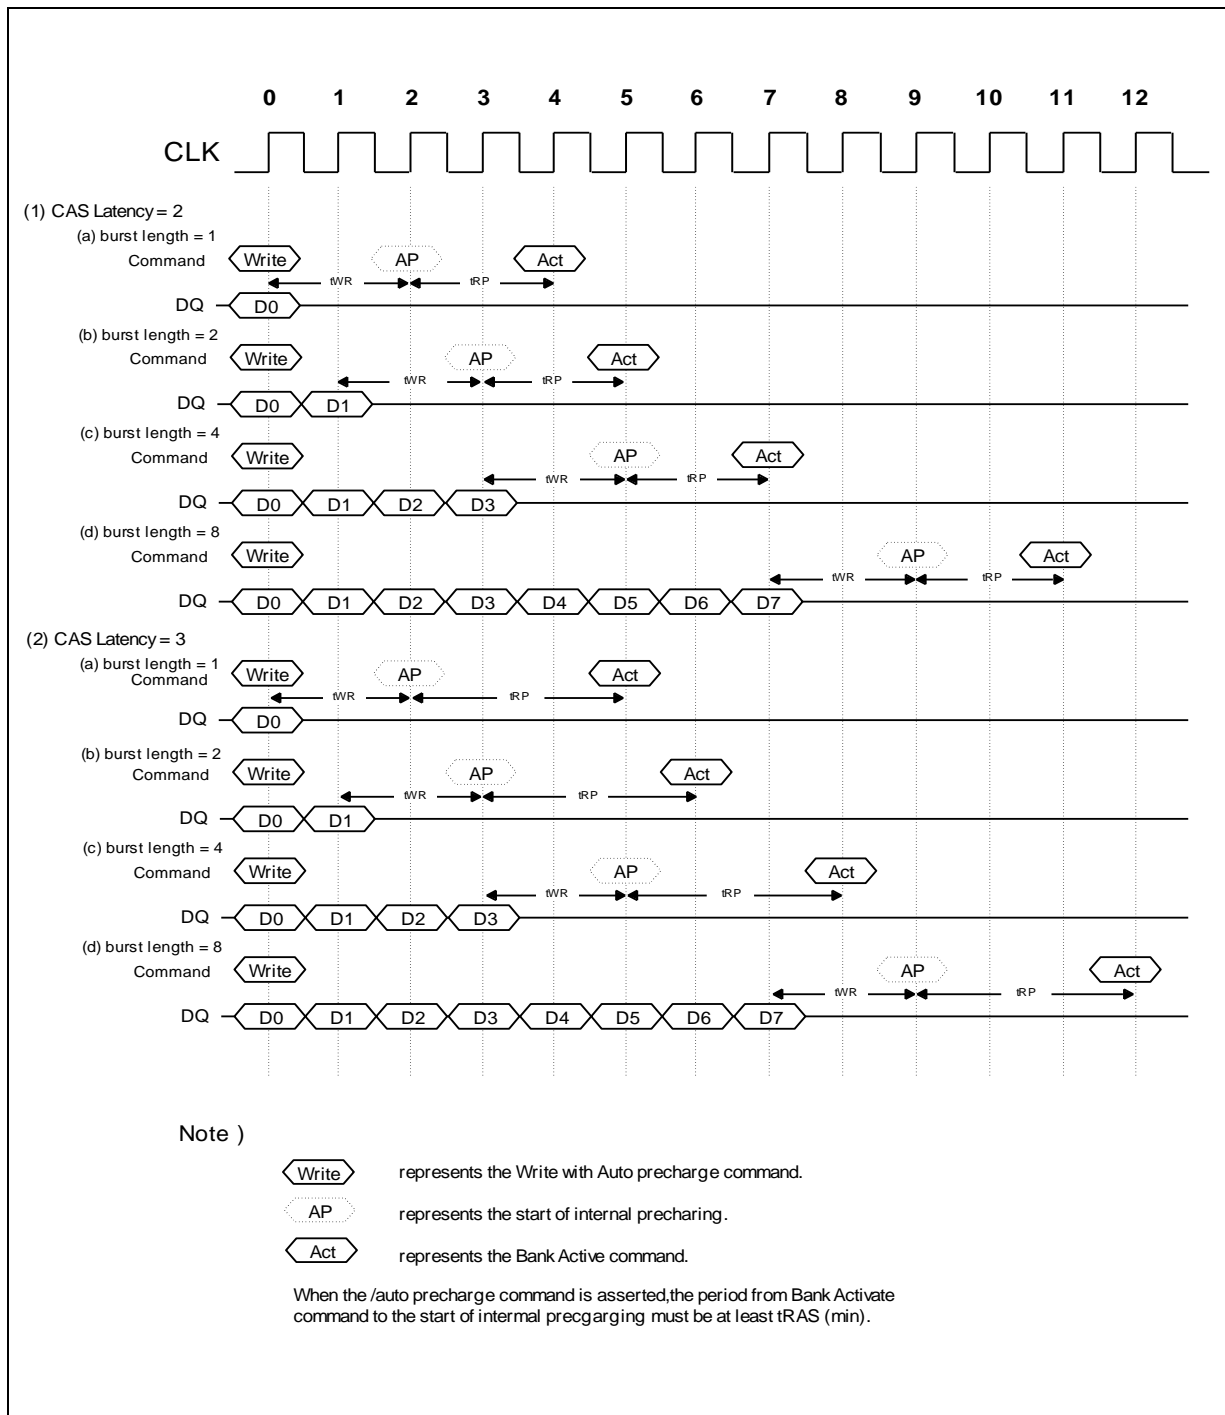 0 1 2 3 4 5 6 7 8 9 10 11 12
CLK
(1) CAS Latency = 2
(a) burst length = 1
Command Write AP Act
tWR tRP
DQ D0
(b) burst length = 2
Command Write AP Act
tWR tRP
DQ D0 D1
(c) burst length = 4
Command Write AP Act
tWR tRP
DQ D0 D1 D2 D3
(d) burst length = 8
Command Write AP Act
tWR tRP
DQ D0 D1 D2 D3 D4 D5 D6 D7
(2) CAS Latency = 3
(a) burst length = 1
Command Write AP Act
tWR tRP
DQ D0
(b) burst length = 2
Command Write AP Act
tWR tRP
DQ D0 D1
(c) burst length = 4
Command Write AP Act
tWR tRP
DQ D0 D1 D2 D3
(d) burst length = 8
Command Write AP Act
tWR tRP
DQ D0 D1 D2 D3 D4 D5 D6 D7
Note )
Write represents the Write with Auto precharge command.
AP represents the start of internal precharing.
Act represents the Bank Active command.
When the /auto precharge command is asserted,the period from Bank Activate
command to the start of intermal precgarging must be at least tRAS (min).